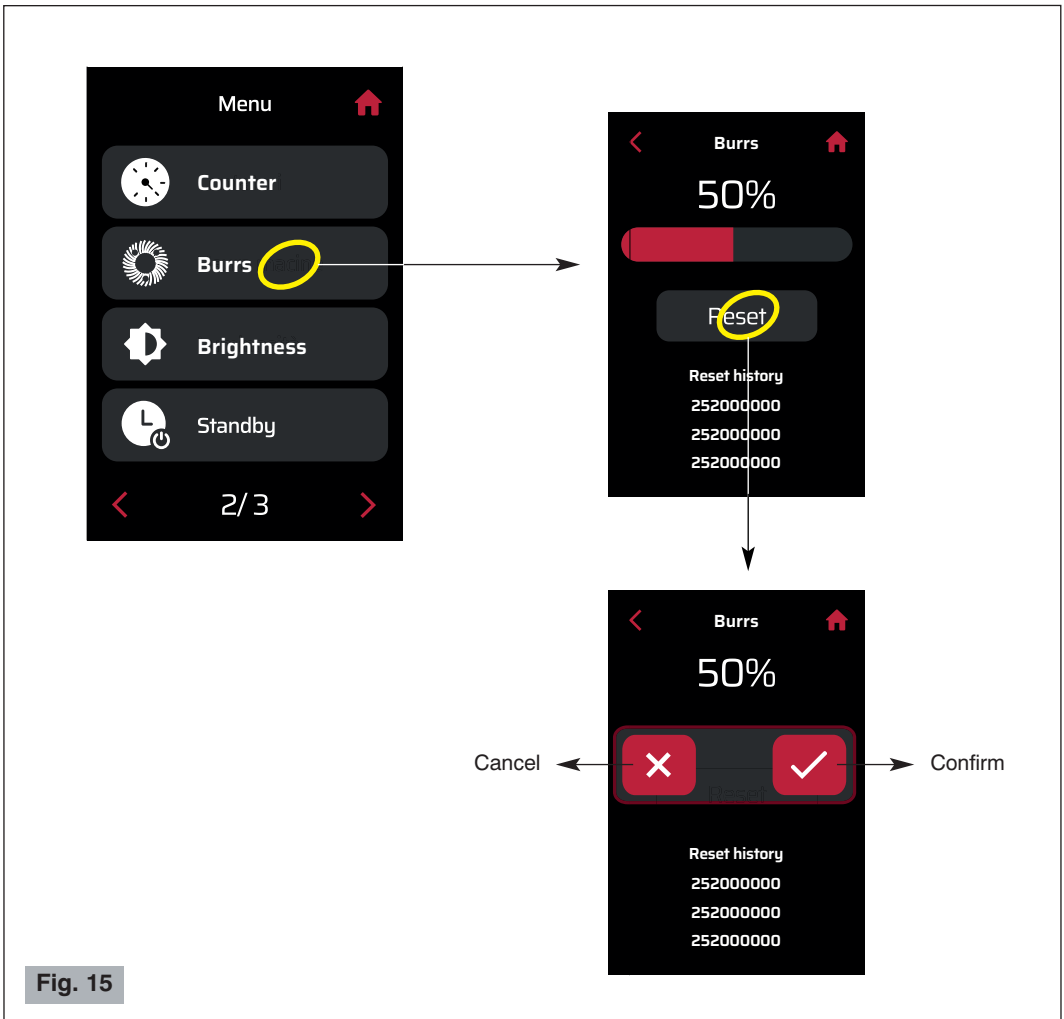 Menu
Counter
Burrs
Brightness
Standby
2/3
Burrs
50%
Reset
Reset history
252000000
252000000
252000000
Burrs
50%
Cancel
Confirm
Reset
Reset history
252000000
252000000
252000000
Fig. 15